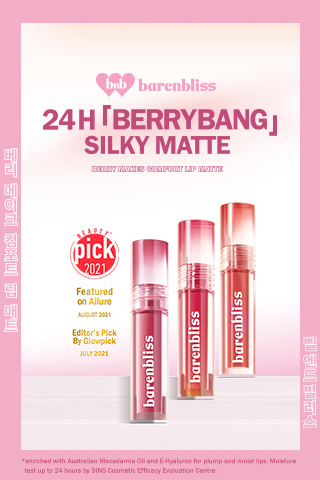 bnb barenbliss
24H「BERRYBANG」
SILKY MATTE
BERRY MAKES COMFORT LIP MATTE
BEAUTY
pick
2021
Featured
on Allure
AUGUST 2021
Editor's Pick
By Glowpick
JULY 2021
barenbliss
barenbliss
barenbliss
*enriched with Australian Macadamia Oil and E-Hyaluron for plump and moist lips. Moisture
test up to 24 hours by 3INS Cosmetic Efficacy Evaluation Centre.